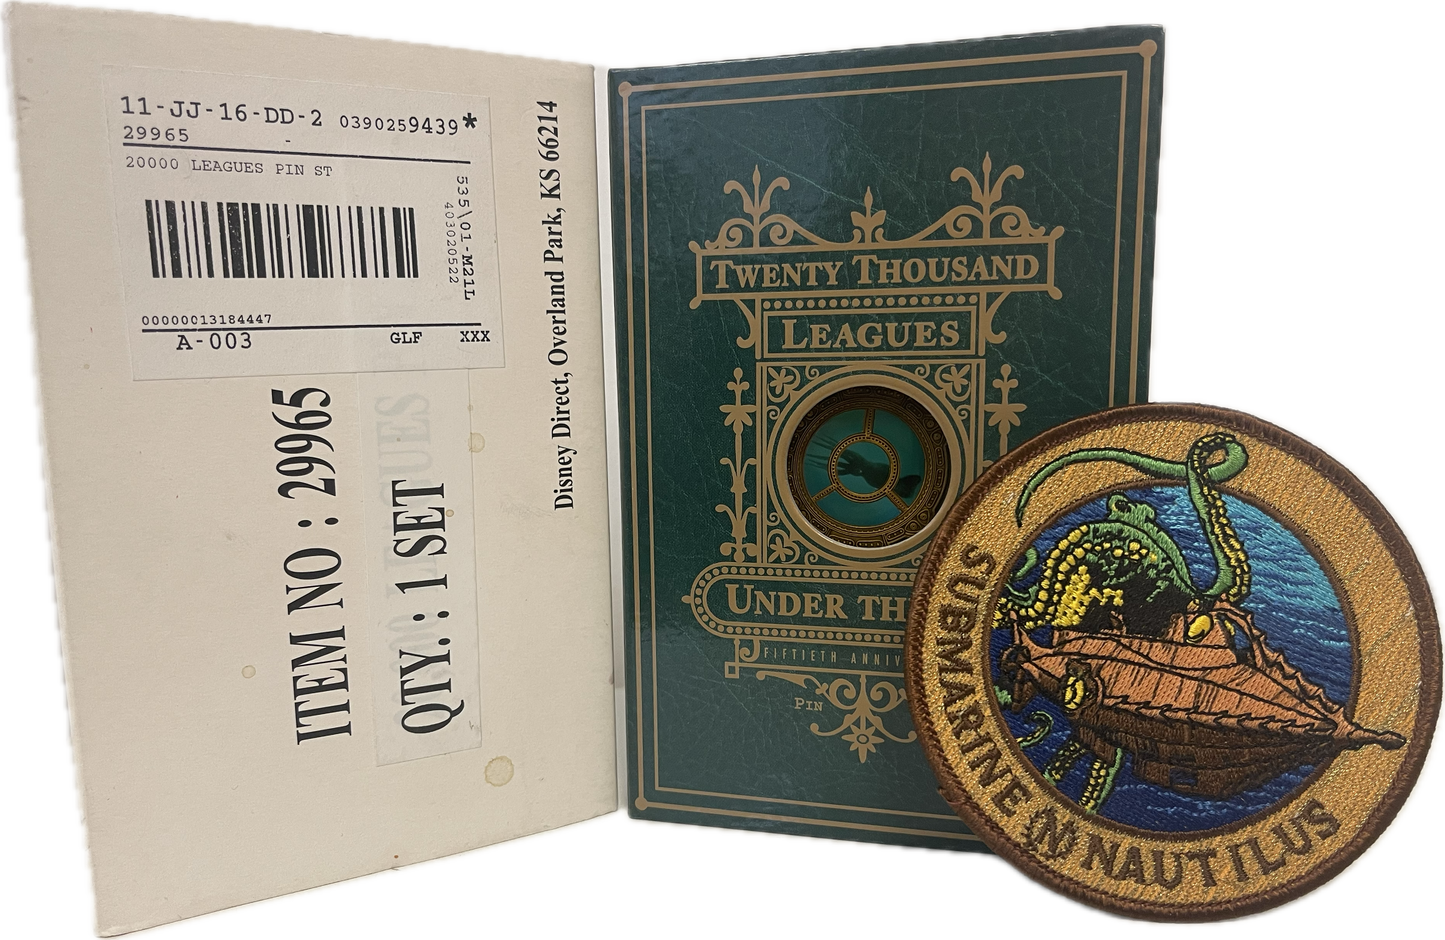 11-JJ-16-DD-2 0390259439*
29965
20000 LEAGUES PIN ST
535\01-M21L
403020522
00000013184447
A-003 GLF XXX
ITEM NO : 29965
QTY. : 1 SET
Disney Direct, Overland Park, KS 66214
TWENTY THOUSAND
LEAGUES
UNDER TH
FIFTIETH ANNIV
PIN
SUBMARINE N NAUTILUS